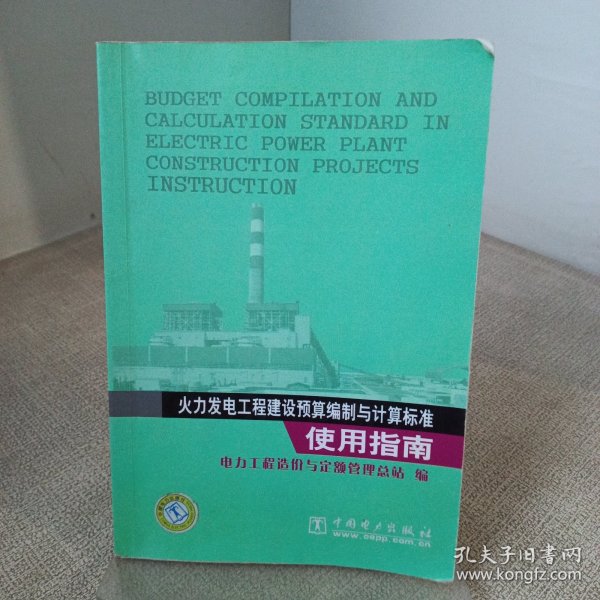 BUDGET COMPILATION AND
CALCULATION STANDARD IN
ELECTRIC POWER PLANT
CONSTRUCTION PROJECTS
INSTRUCTION
火力发电工程建设预算编制与计算标准
使用指南
电力工程造价与定额管理总站 编
中国电力出版社
www.cepp.com.cn
孔夫子旧书网
www.kongfz.com